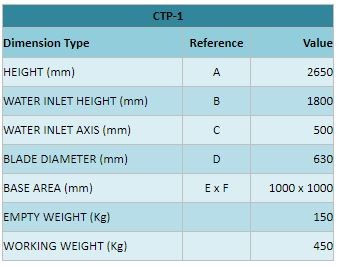 CTP-1
Dimension Type Reference Value
HEIGHT (mm) A 2650
WATER INLET HEIGHT (mm) B 1800
WATER INLET AXIS (mm) C 500
BLADE DIAMETER (mm) D 630
BASE AREA (mm) E x F 1000 x 1000
EMPTY WEIGHT (Kg) 150
WORKING WEIGHT (Kg) 450